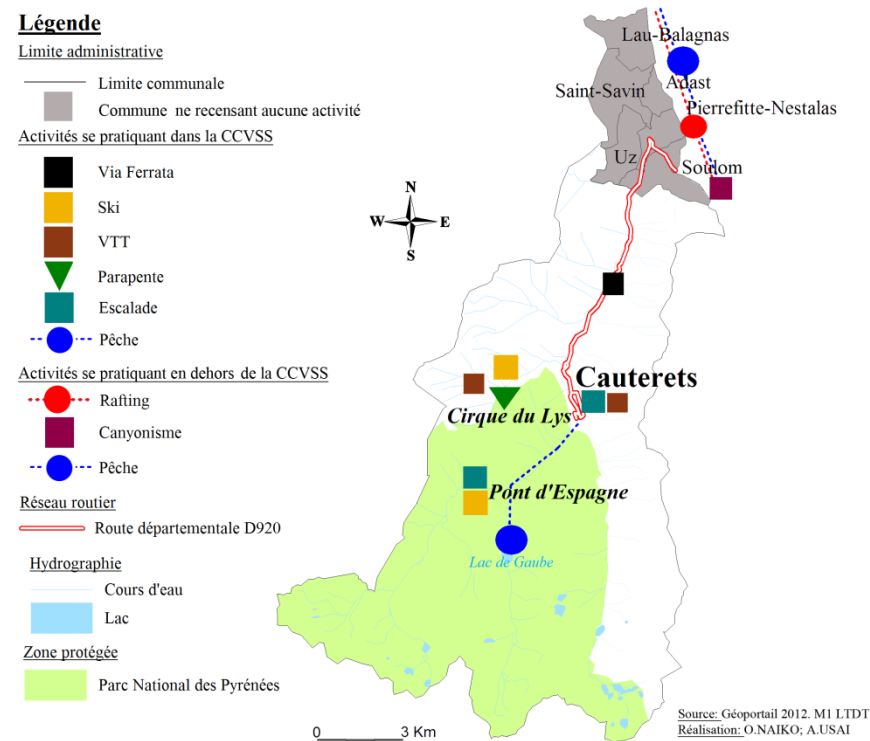 Légende
Limite administrative
Limite communale
Commune ne recensant aucune activité
Activités se pratiquant dans la CCVSS
Via Ferrata
Ski
VTT
Parapente
Escalade
Pêche
Activités se pratiquant en dehors de la CCVSS
Rafting
Canyonisme
Pêche
Réseau routier
Route départementale D920
Hydrographie
Cours d'eau
Lac
Zone protégée
Parc National des Pyrénées
N
W E
S
Lau-Balagnas
Adast
Saint-Savin
Pierrefitte-Nestalas
Uz
Soulom
Cauterets
Cirque du Lys
Pont d'Espagne
Lac de Gaube
0 3 Km
Source: Géoportail 2012. M1 LTDT
Réalisation: O.NAIKO; A.USAI